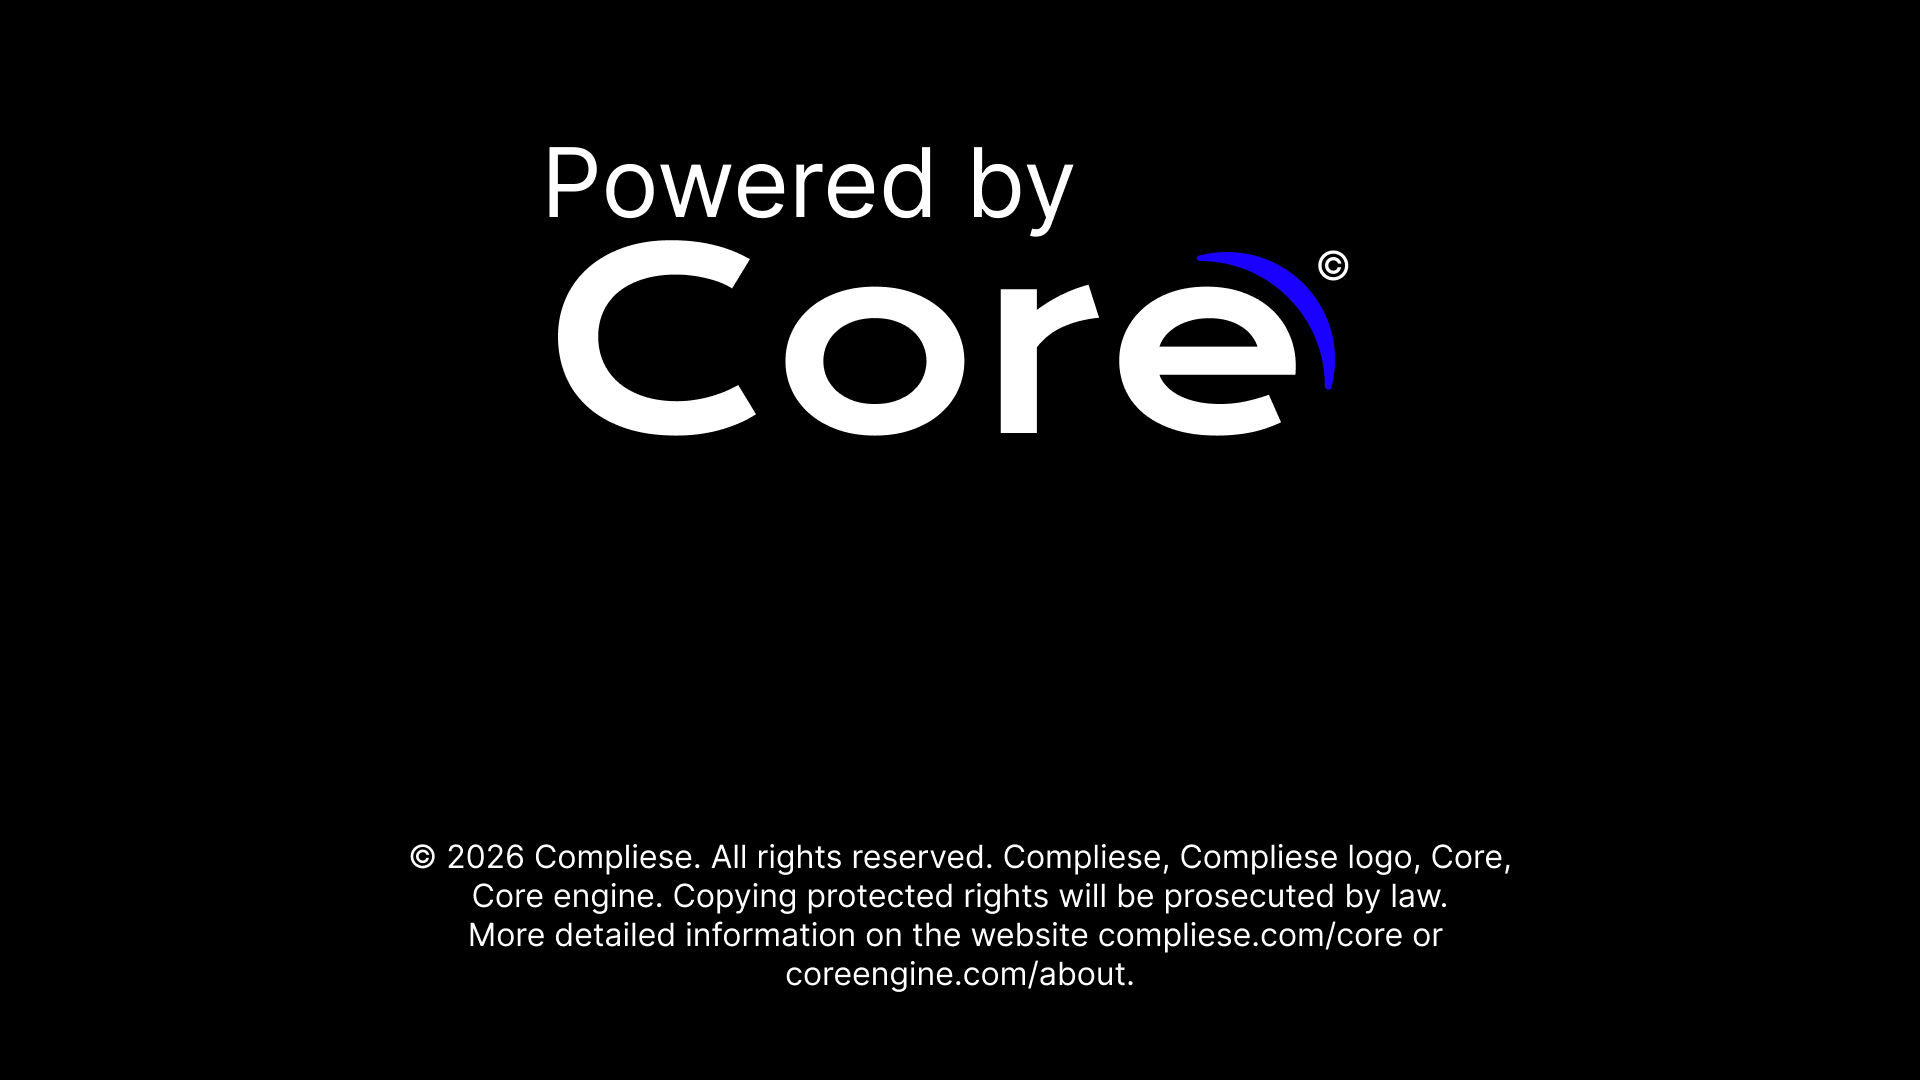 Powered by
Core©
© 2026 Compliese. All rights reserved. Compliese, Compliese logo, Core,
Core engine. Copying protected rights will be prosecuted by law.
More detailed information on the website compliese.com/core or
coreengine.com/about.